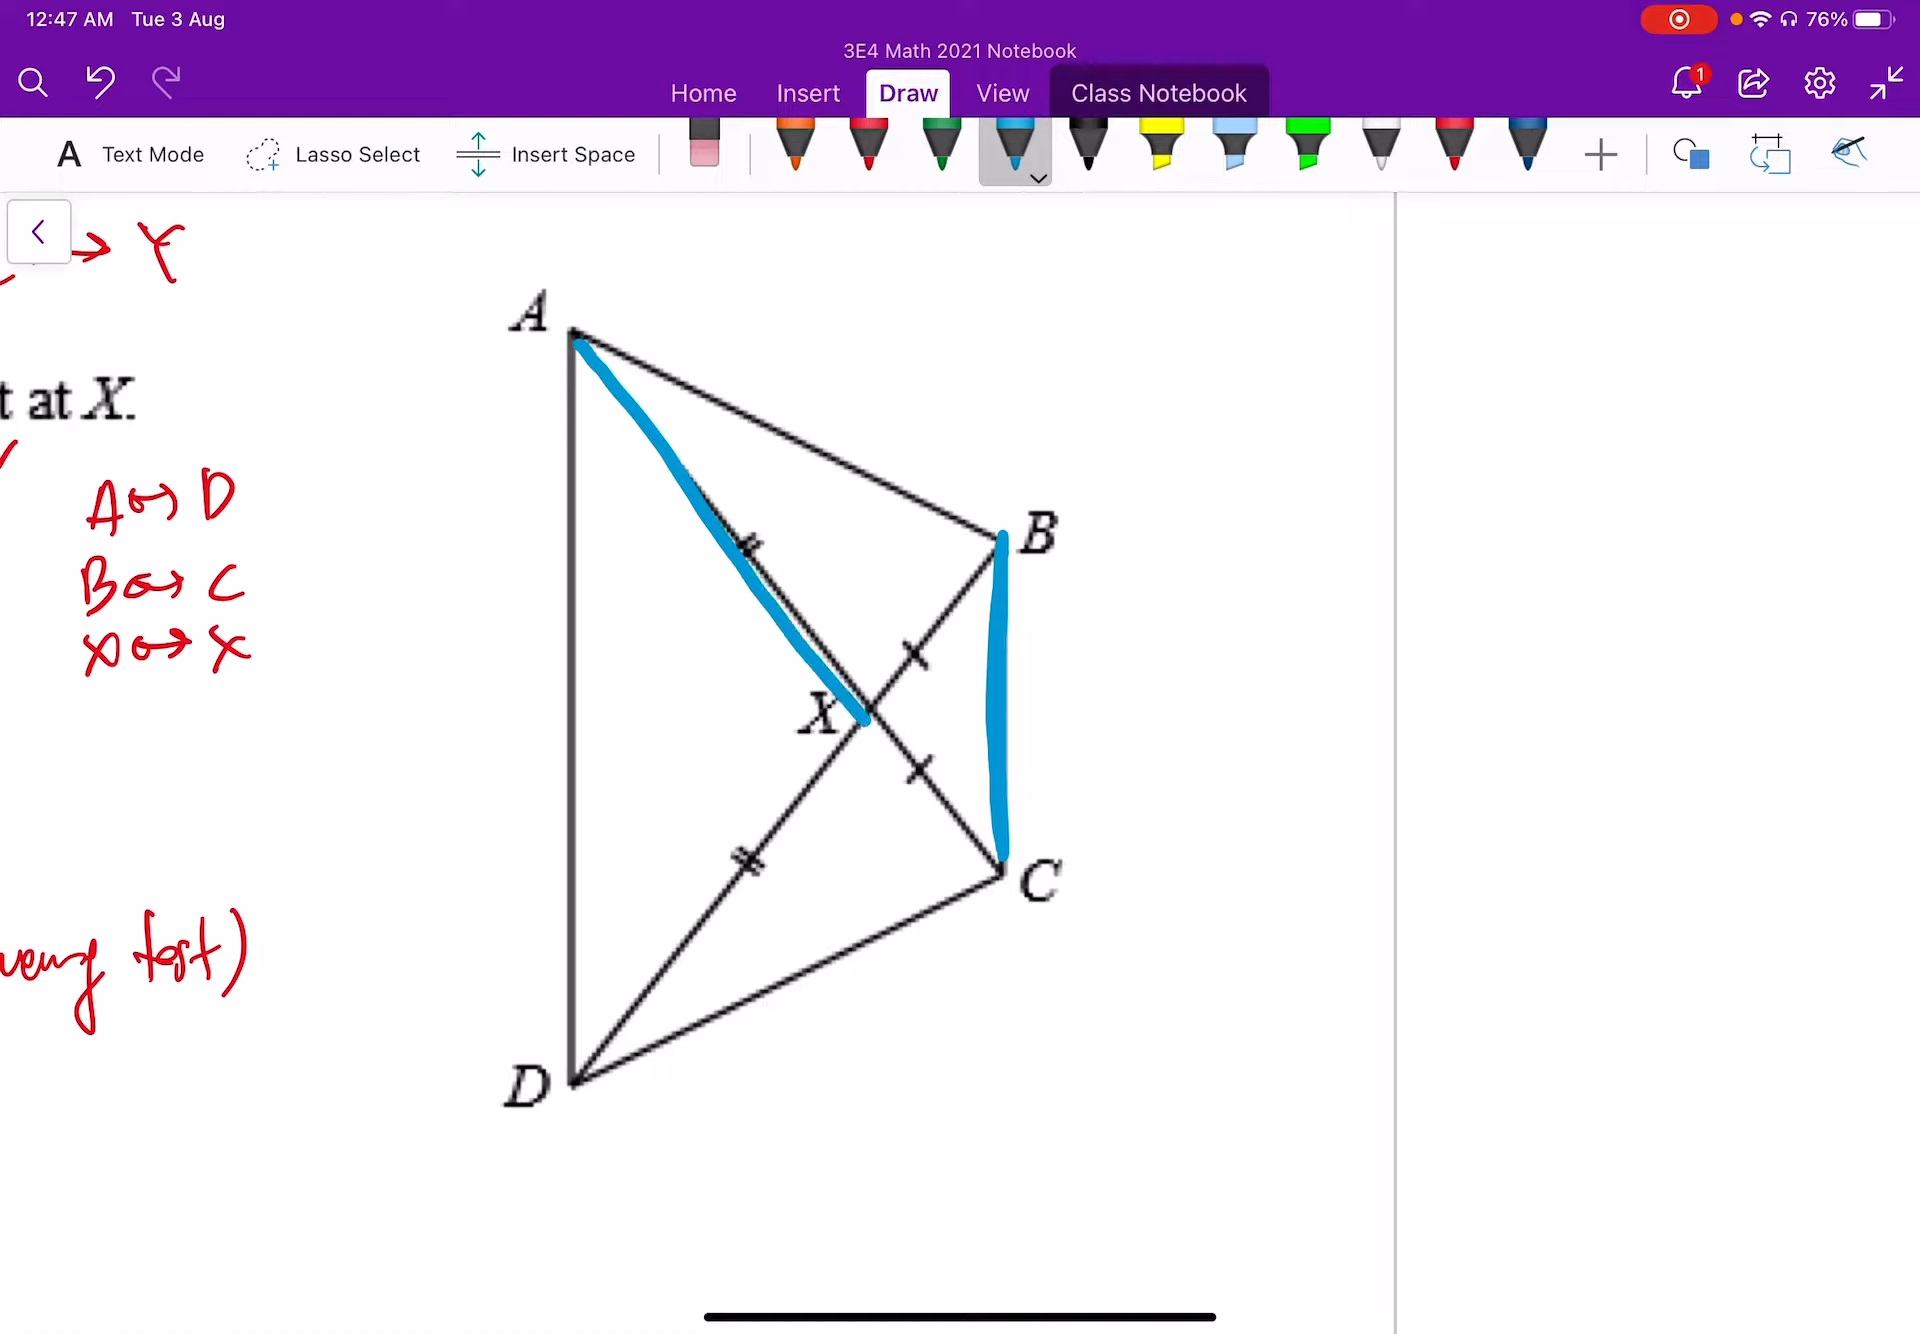 12:47 AM Tue 3 Aug
76%
3E4 Math 2021 Notebook
Home Insert Draw View Class Notebook
1
A Text Mode Lasso Select Insert Space
→ Y
A
t at X.
A ↔ D
B
B ↔ C
X ↔ X
X
C
test)
D